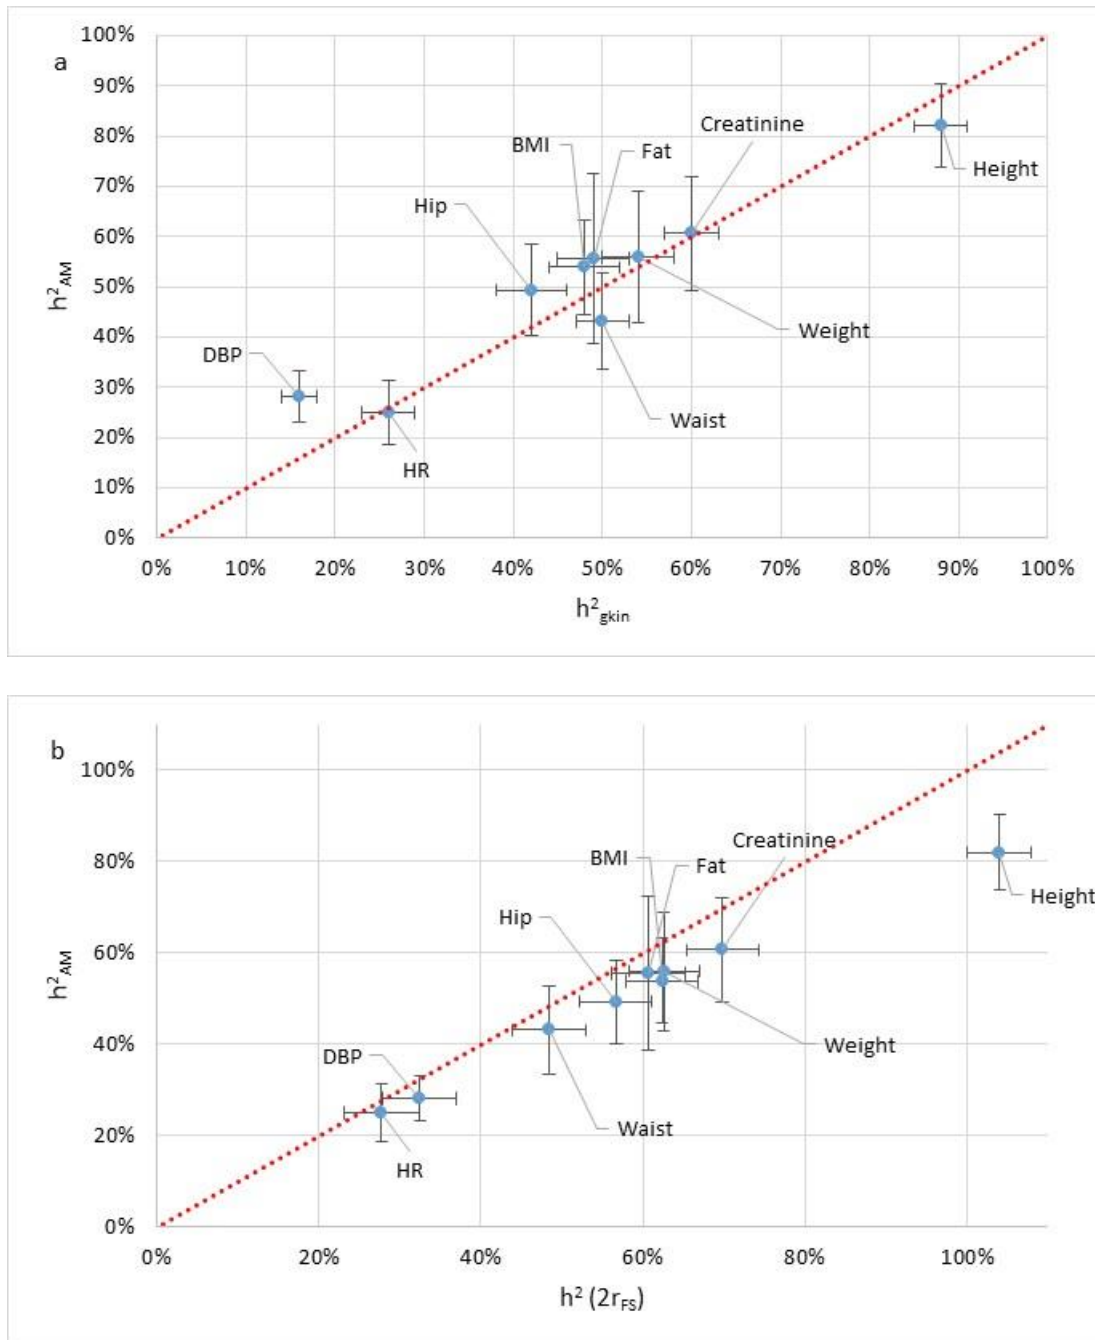 a
100%
90%
80%
70%
60%
50%
40%
30%
20%
10%
0%
h²AM
Creatinine
BMI
Fat
Height
Hip
Weight
DBP
Waist
HR
0% 10% 20% 30% 40% 50% 60% 70% 80% 90% 100%
h²gkin
b
100%
80%
60%
40%
20%
0%
h²AM
Creatinine
BMI
Fat
Height
Hip
Weight
DBP
Waist
HR
0% 20% 40% 60% 80% 100%
h² (2rFS)